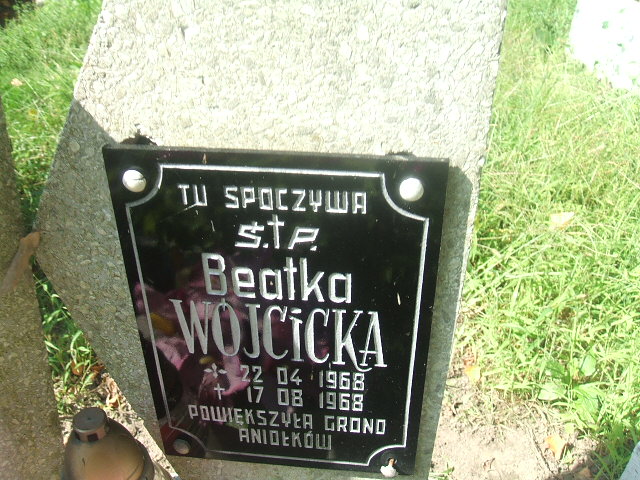 TU SPOCZYWA
Ś.†P.
Beatka
WÓJCiCKA
* 22 04 1968
† 17 08 1968
POWIĘKSZYŁA GRONO
ANIOŁKÓW